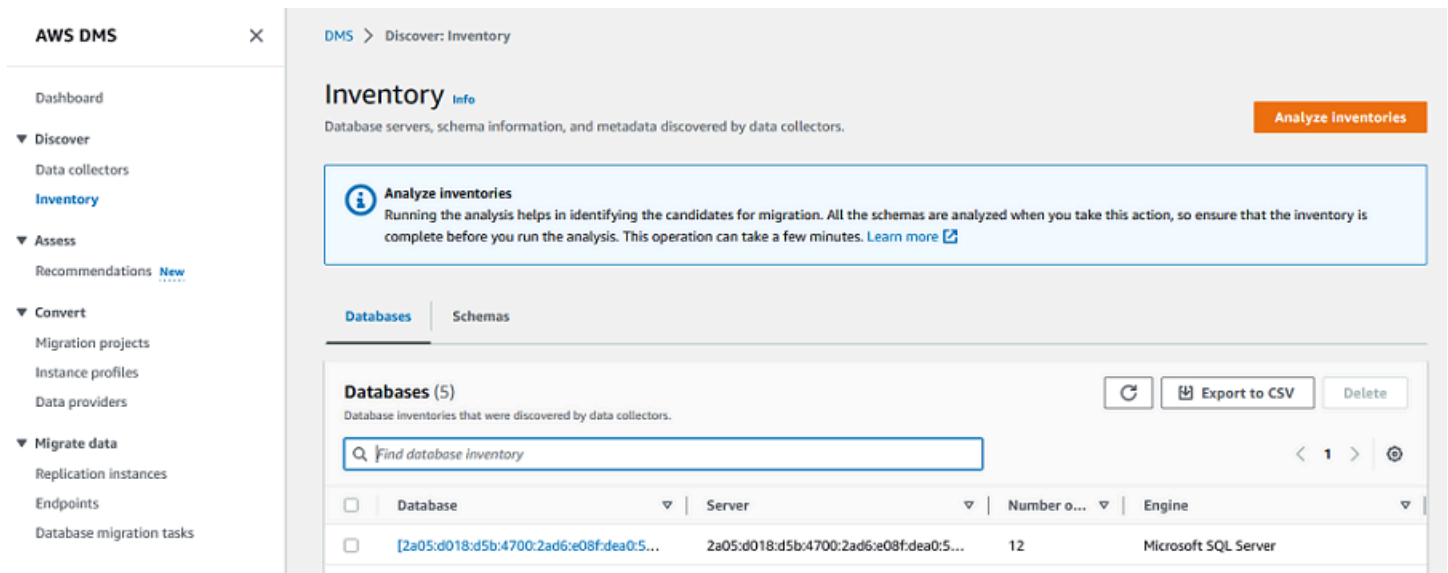 AWS DMS
Dashboard
Discover
Data collectors
Inventory
Assess
Recommendations New
Convert
Migration projects
Instance profiles
Data providers
Migrate data
Replication instances
Endpoints
Database migration tasks
DMS > Discover: Inventory
Inventory Info
Database servers, schema information, and metadata discovered by data collectors.
Analyze inventories
Analyze inventories
Running the analysis helps in identifying the candidates for migration. All the schemas are analyzed when you take this action, so ensure that the inventory is
complete before you run the analysis. This operation can take a few minutes. Learn more
Databases Schemas
Databases (5)
Database inventories that were discovered by data collectors.
Export to CSV Delete
Find database inventory
1
Database Server Number o... Engine
[2a05:d018:d5b:4700:2ad6:e08f:dea0:5... 2a05:d018:d5b:4700:2ad6:e08f:dea0:5... 12 Microsoft SQL Server